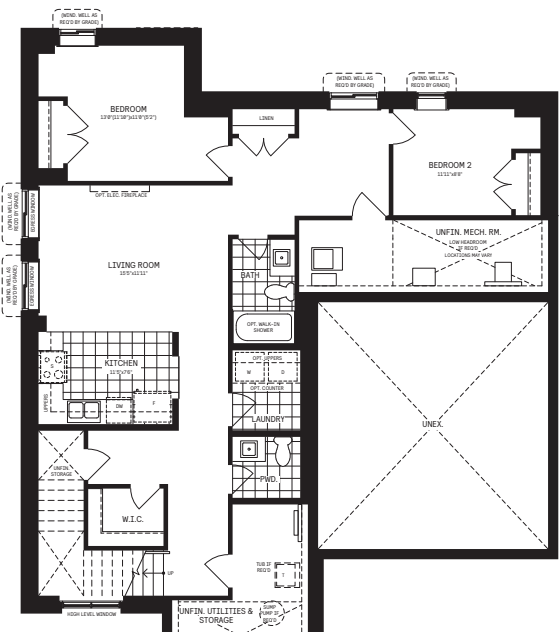 (WIND. WELL AS
REQ'D BY GRADE)
(WIND. WELL AS
REQ'D BY GRADE)
(WIND. WELL AS
REQ'D BY GRADE)
BEDROOM
LINEN
BEDROOM 2
11'11"x8'8"
OPT. ELEC. FIREPLACE
(WIND. WELL AS
REQ'D BY GRADE)
EGRESS WINDOW
UNFIN. MECH. RM.
LOW HEADROOM
IF REQ'D
LOCATIONS MAY VARY
LIVING ROOM
15'5"x11'11"
BATH
(WIND. WELL AS
REQ'D BY GRADE)
EGRESS WINDOW
OPT. WALK-IN
SHOWER
KITCHEN
11'5"x7'6"
S
OPT. UPPERS
W
D
OPT. COUNTER
UPPERS
DW
F
LAUNDRY
UNEX.
UNFIN.
STORAGE
PWD.
W.I.C.
UP
TUB IF
REQ'D
T
HIGH LEVEL WINDOW
UNFIN. UTILITIES &
STORAGE
SUMP
PUMP IF
REQ'D